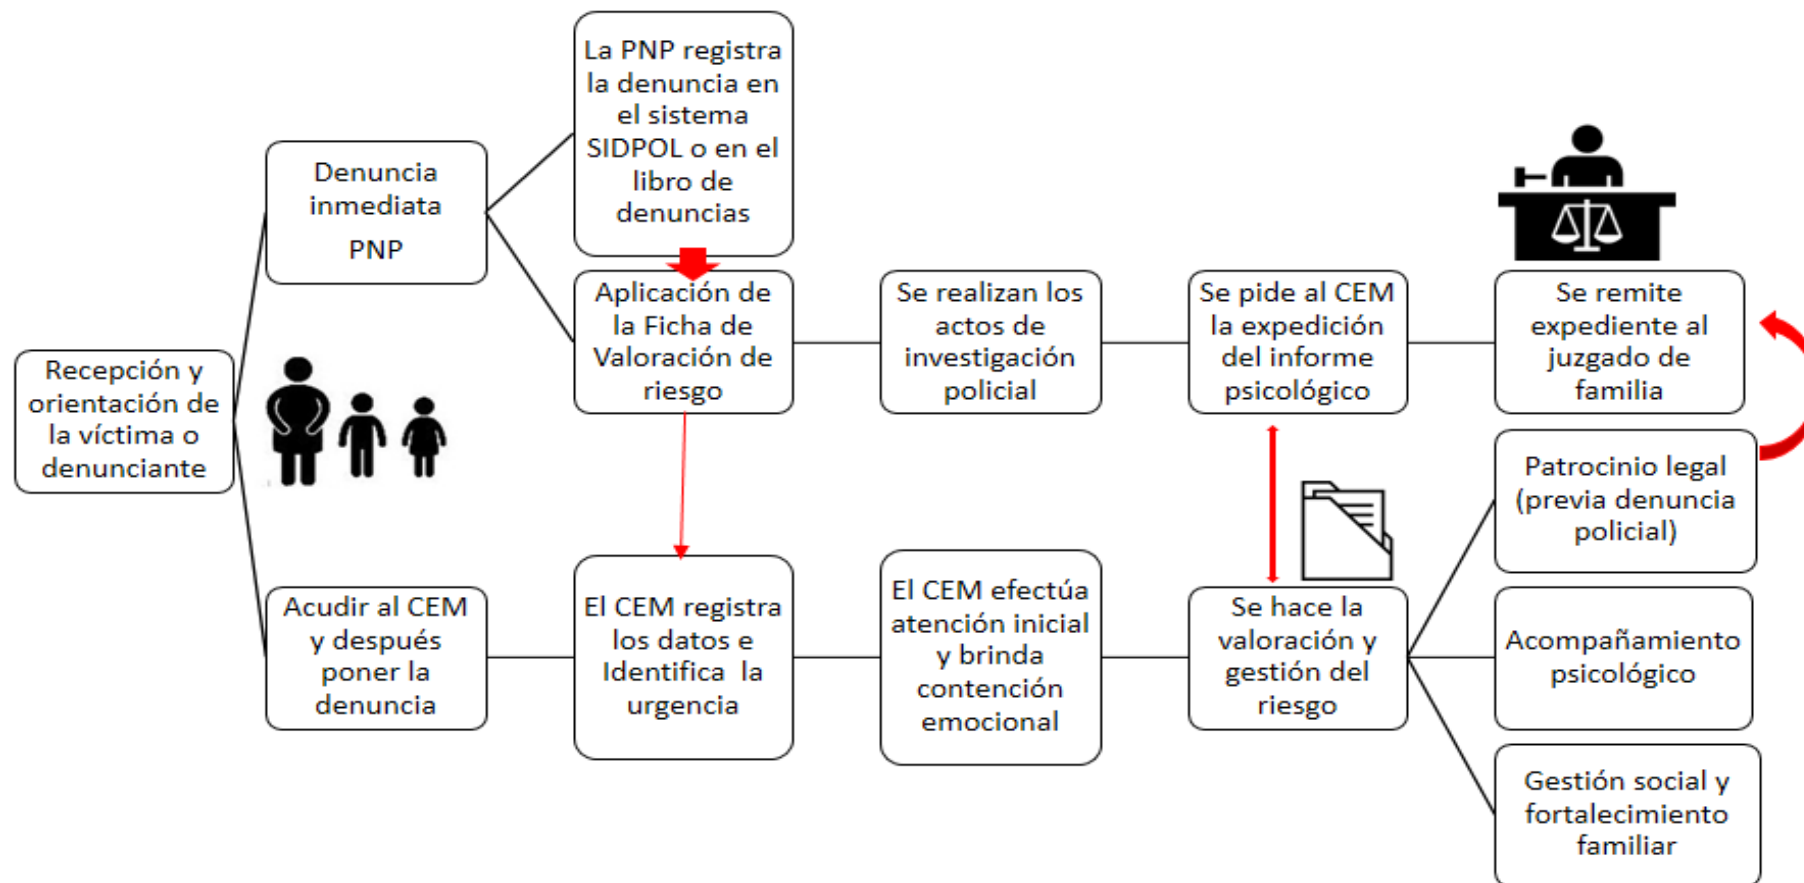 La PNP registra
la denuncia en
el sistema
SIDPOL o en el
libro de
denuncias
Denuncia
inmediata
PNP
Aplicación de
la Ficha de
Valoración de
riesgo
Se realizan los
actos de
investigación
policial
Se pide al CEM
la expedición
del informe
psicológico
Se remite
expediente al
juzgado de
familia
Recepción y
orientación de
la víctima o
denunciante
Patrocinio legal
(previa denuncia
policial)
Acudir al CEM
y después
poner la
denuncia
El CEM registra
los datos e
Identifica  la
urgencia
El CEM efectúa
atención inicial
y brinda
contención
emocional
Se hace la
valoración y
gestión del
riesgo
Acompañamiento
psicológico
Gestión social y
fortalecimiento
familiar